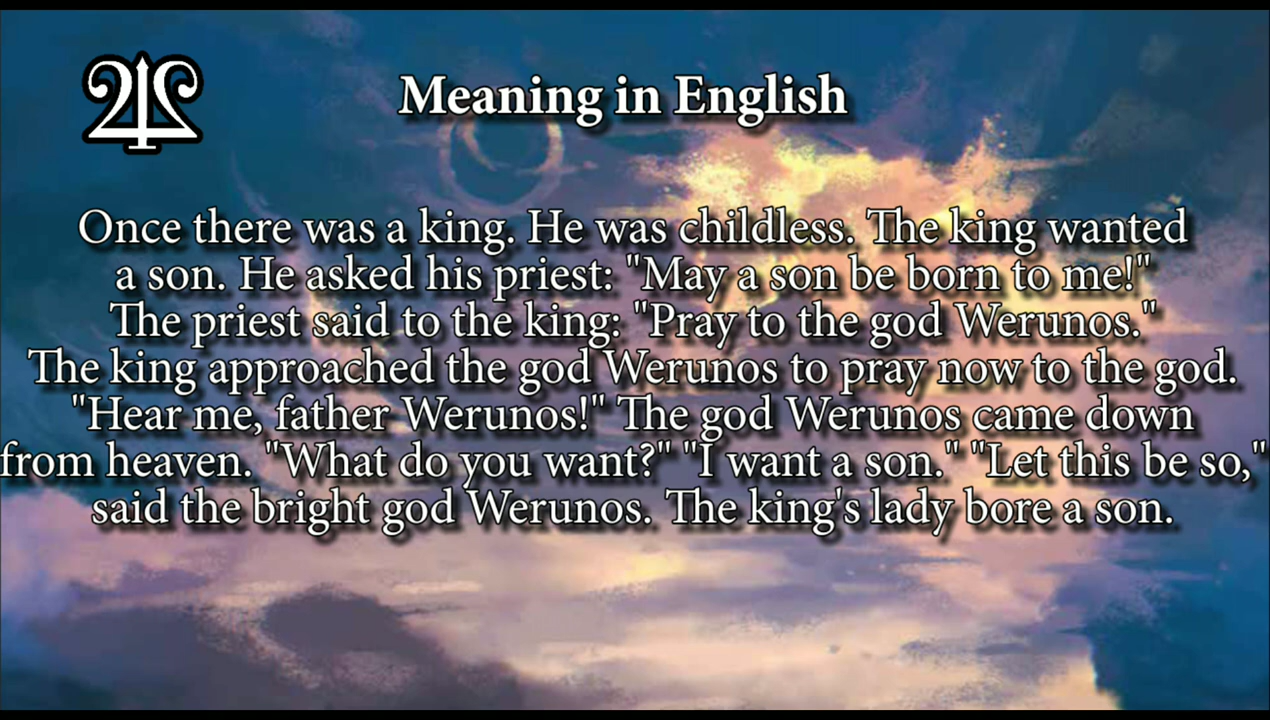 Meaning in English
Once there was a king. He was childless. The king wanted
a son. He asked his priest: "May a son be born to me!"
The priest said to the king: "Pray to the god Werunos."
The king approached the god Werunos to pray now to the god.
"Hear me, father Werunos!" The god Werunos came down
from heaven. "What do you want?" "I want a son." "Let this be so,"
said the bright god Werunos. The king's lady bore a son.